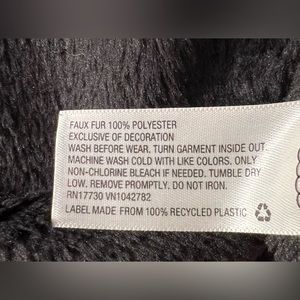 FAUX FUR 100% POLYESTER
EXCLUSIVE OF DECORATION
WASH BEFORE WEAR. TURN GARMENT INSIDE OUT.
MACHINE WASH COLD WITH LIKE COLORS. ONLY
NON-CHLORINE BLEACH IF NEEDED. TUMBLE DRY
LOW. REMOVE PROMPTLY. DO NOT IRON.
RN17730 VN1042782
LABEL MADE FROM 100% RECYCLED PLASTIC